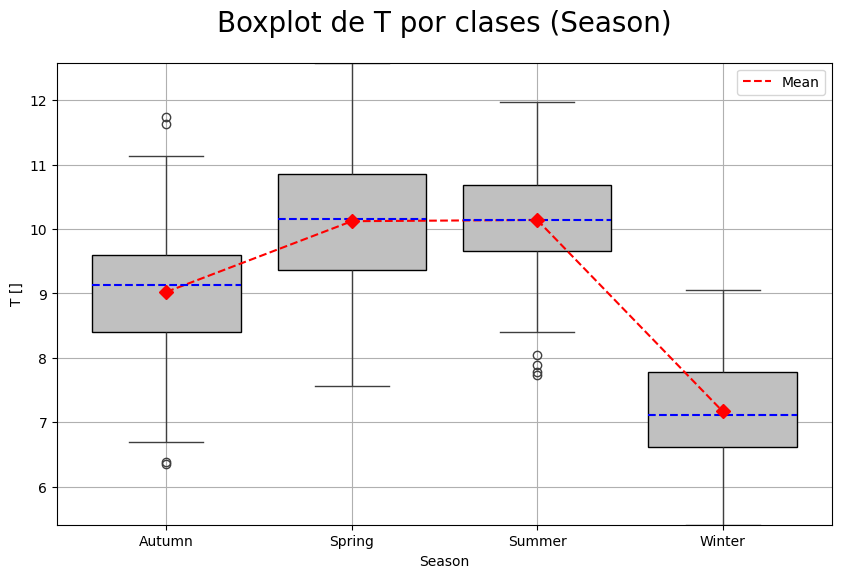 Boxplot de T por clases (Season)
Mean
12
11
10
9
8
7
6
T []
Autumn
Spring
Summer
Winter
Season